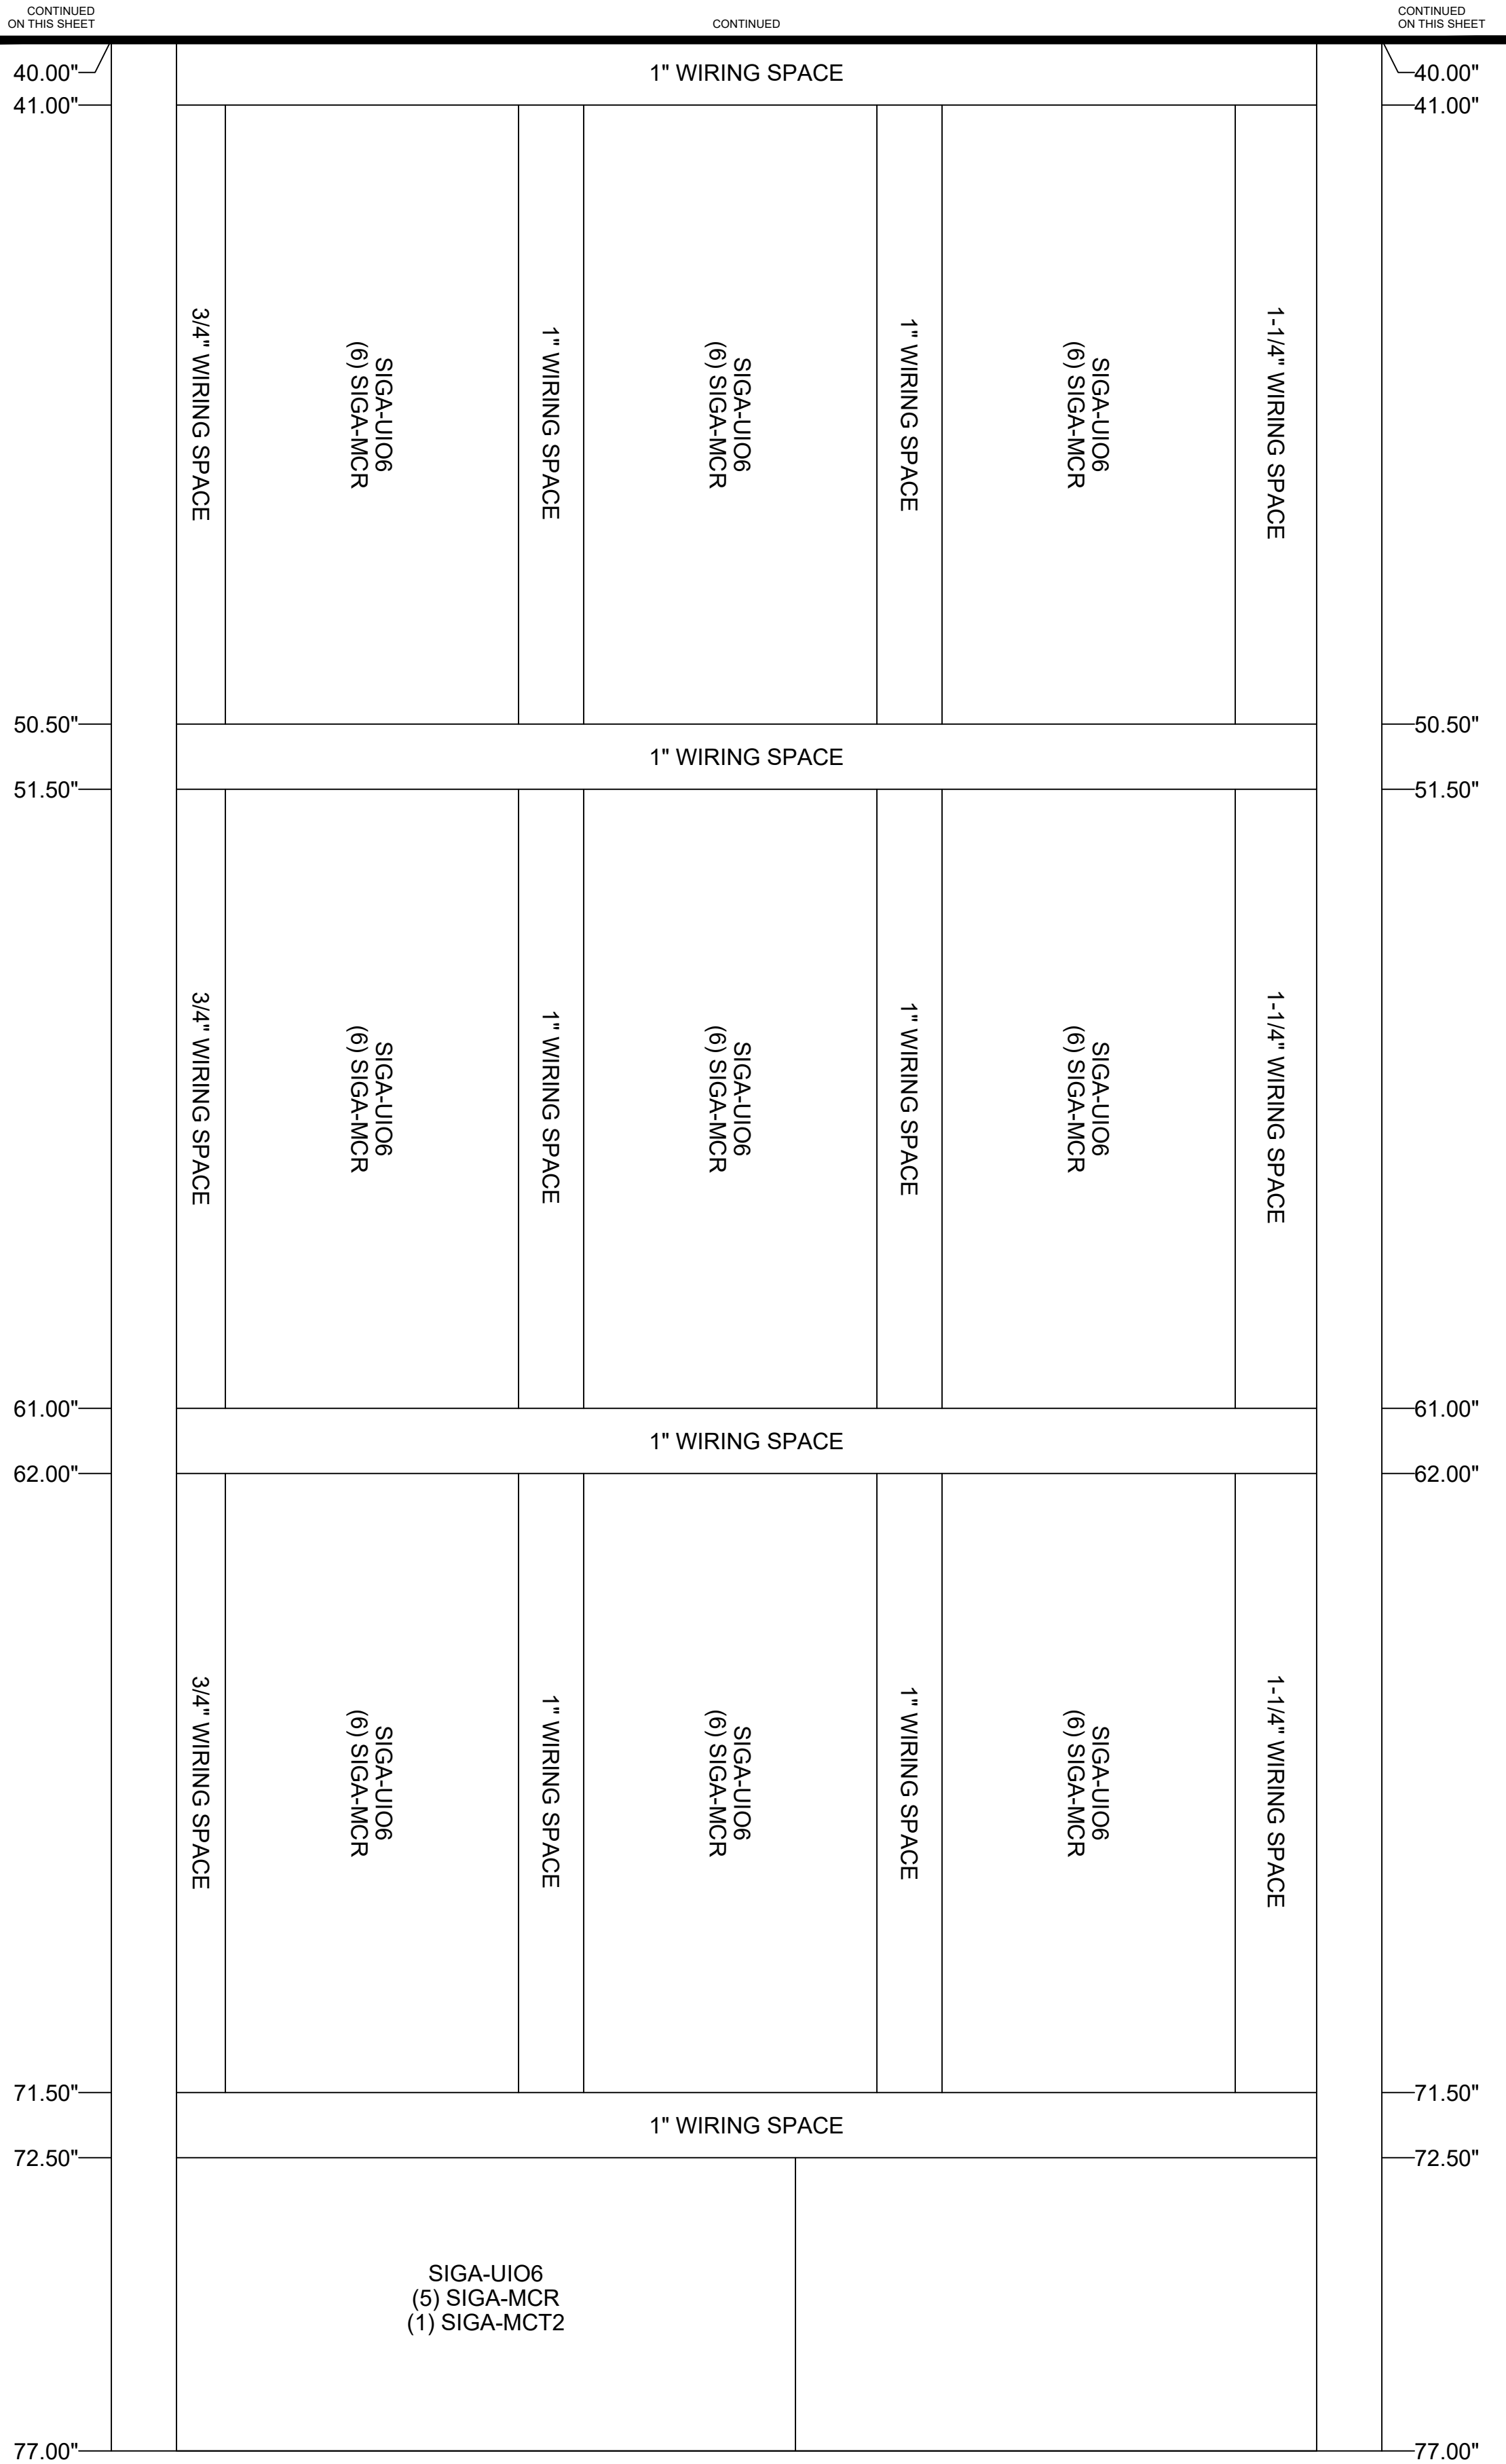 CONTINUED
ON THIS SHEET
CONTINUED
CONTINUED
ON THIS SHEET
40.00"
1" WIRING SPACE
40.00"
41.00"
41.00"
3/4" WIRING SPACE
SIGA-UIO6
(6) SIGA-MCR
1" WIRING SPACE
SIGA-UIO6
(6) SIGA-MCR
1" WIRING SPACE
SIGA-UIO6
(6) SIGA-MCR
1-1/4" WIRING SPACE
50.50"
50.50"
1" WIRING SPACE
51.50"
51.50"
3/4" WIRING SPACE
SIGA-UIO6
(6) SIGA-MCR
1" WIRING SPACE
SIGA-UIO6
(6) SIGA-MCR
1" WIRING SPACE
SIGA-UIO6
(6) SIGA-MCR
1-1/4" WIRING SPACE
61.00"
61.00"
1" WIRING SPACE
62.00"
62.00"
3/4" WIRING SPACE
SIGA-UIO6
(6) SIGA-MCR
1" WIRING SPACE
SIGA-UIO6
(6) SIGA-MCR
1" WIRING SPACE
SIGA-UIO6
(6) SIGA-MCR
1-1/4" WIRING SPACE
71.50"
71.50"
1" WIRING SPACE
72.50"
72.50"
SIGA-UIO6
(5) SIGA-MCR
(1) SIGA-MCT2
77.00"
77.00"